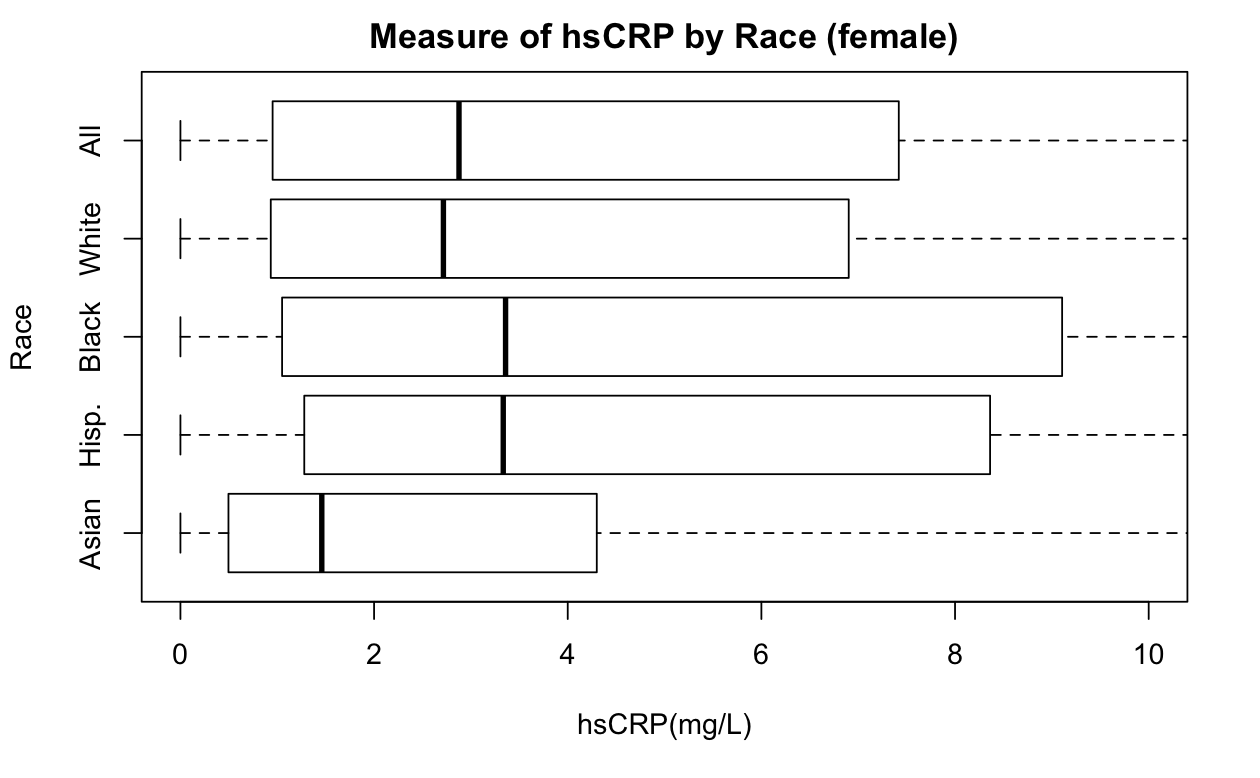 Measure of hsCRP by Race (female)
All
White
Black
Hisp.
Asian
Race
0 2 4 6 8 10
hsCRP(mg/L)